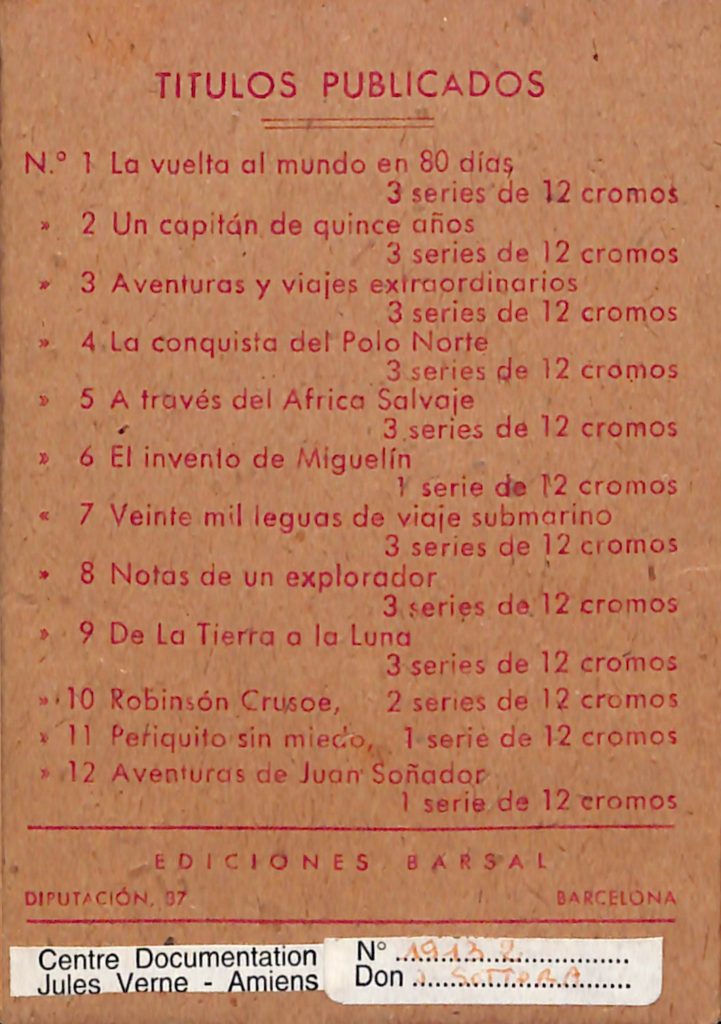 TITULOS PUBLICADOS
N.° 1 La vuelta al mundo en 80 días
3 series de 12 cromos
» 2 Un capitán de quince años
3 series de 12 cromos
» 3 Aventuras y viajes extraordinarios
3 series de 12 cromos
» 4 La conquista del Polo Norte
3 series de 12 cromos
» 5 A través del Africa Salvaje
3 series de 12 cromos
» 6 El invento de Miguelín
1 serie de 12 cromos
« 7 Veinte mil leguas de viaje submarino
3 series de 12 cromos
» 8 Notas de un explorador
3 series de 12 cromos
» 9 De La Tierra a la Luna
3 series de 12 cromos
» 10 Robinsón Crusoe, 2 series de 12 cromos
» 11 Periquito sin miedo, 1 serie de 12 cromos
» 12 Aventuras de Juan Soñador
1 serie de 12 cromos
EDICIONES BARSAL
DIPUTACIÓN, 87 BARCELONA
Centre Documentation
Jules Verne - Amiens
N° ..............................
Don ..............................